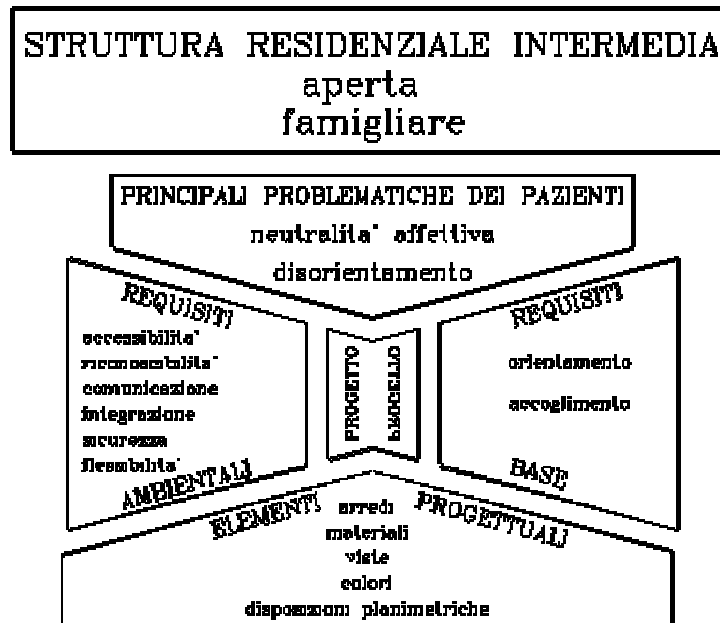 STRUTTURA RESIDENZIALE INTERMEDIA
aperta
famigliare
PRINCIPALI PROBLEMATICHE DEI PAZIENTI
neutralita' affettiva
disorientamento
REQUISITI
accessibilita'
riconoscibilita'
comunicazione
integrazione
sicurezza
flessibilita'
AMBIENTALI
PROGETTO
PROGELLO
REQUISITI
orientamento
accoglimento
BASE
ELEMENTI
PROGETTUALI
arredi
materiali
viste
colori
disposizioni planimetriche